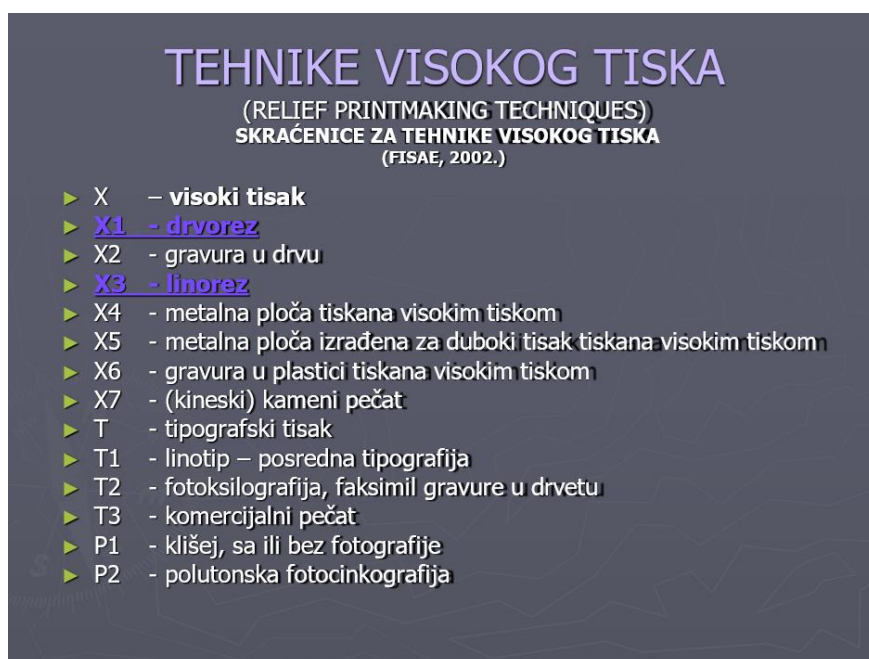 TEHNIKE VISOKOG TISKA
(RELIEF PRINTMAKING TECHNIQUES)
SKRAĆENICE ZA TEHNIKE VISOKOG TISKA
(FISAE, 2002.)
► X – visoki tisak
► X1 - drvorez
► X2 - gravura u drvu
► X3 - linorez
► X4 - metalna ploča tiskana visokim tiskom
► X5 - metalna ploča izrađena za duboki tisak tiskana visokim tiskom
► X6 - gravura u plastici tiskana visokim tiskom
► X7 - (kineski) kameni pečat
► T - tipografski tisak
► T1 - linotip – posredna tipografija
► T2 - fotoksilografija, faksimil gravure u drvetu
► T3 - komercijalni pečat
► P1 - klišej, sa ili bez fotografije
► P2 - polutonska fotocinkografija